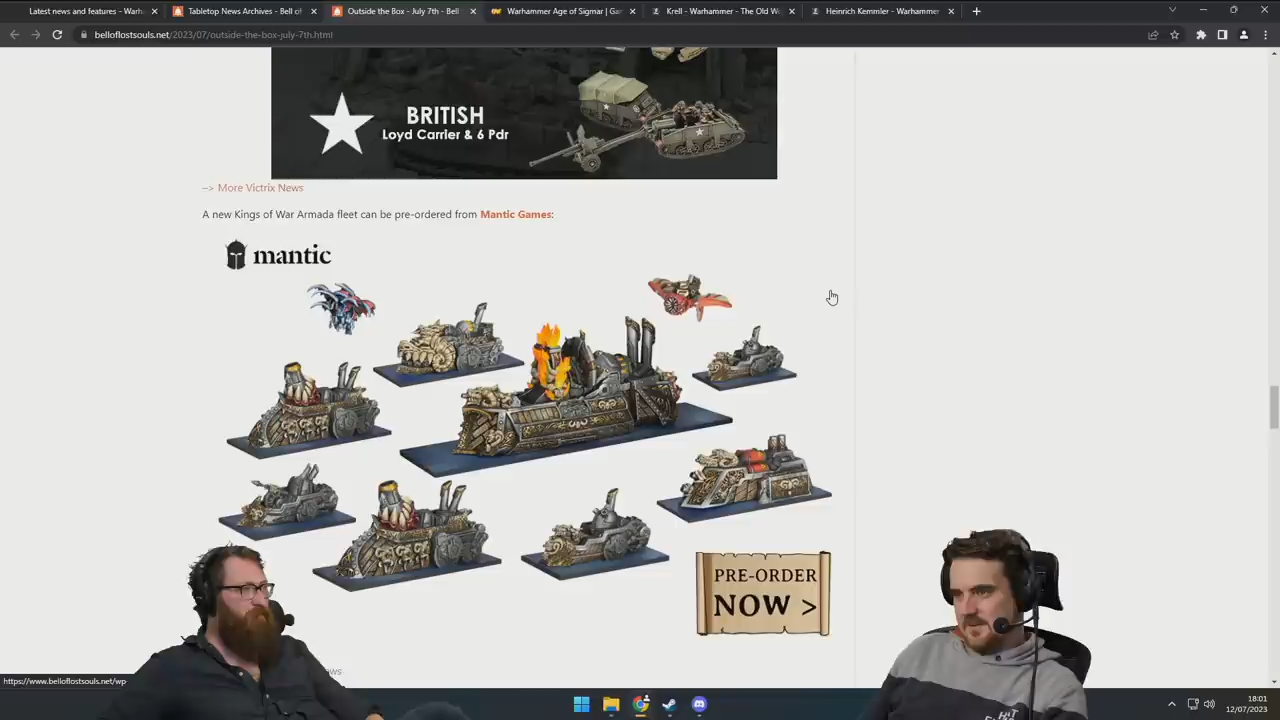 Latest news and features - Warh
Tabletop News Archives - Bell of
Outside the Box - July 7th - Bell
Warhammer Age of Sigmar | Gar
Krell - Warhammer - The Old W
Heinrich Kemmler - Warhammer
belloflostsouls.net/2023/07/outside-the-box-july-7th.html
BRITISH
Loyd Carrier & 6 Pdr
--> More Victrix News
A new Kings of War Armada fleet can be pre-ordered from Mantic Games:
mantic
PRE-ORDER
NOW >
https://www.belloflostsouls.net/wp
18:01
12/07/2023